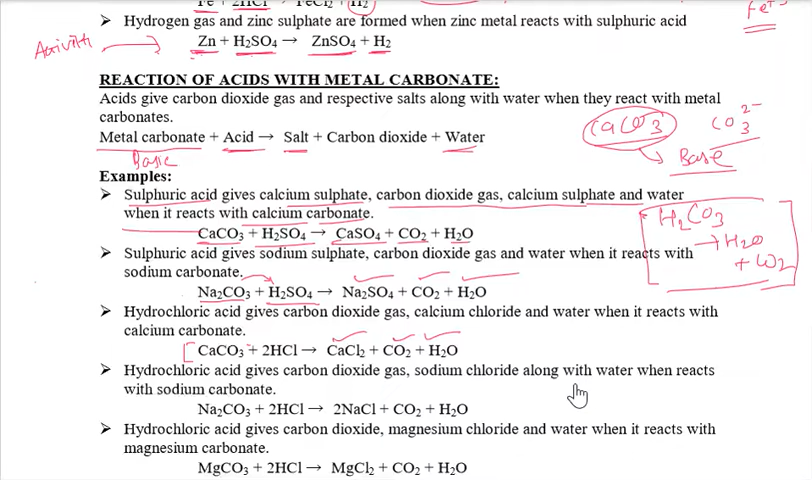 Fe + 2HCl → FeCl2 + H2
➢ Hydrogen gas and zinc sulphate are formed when zinc metal reacts with sulphuric acid
Zn + H2SO4 → ZnSO4 + H2
REACTION OF ACIDS WITH METAL CARBONATE:
Acids give carbon dioxide gas and respective salts along with water when they react with metal
carbonates.
CaCO3
CO3 2−
Metal carbonate + Acid → Salt + Carbon dioxide + Water
Basic
Base
Examples:
➢ Sulphuric acid gives calcium sulphate, carbon dioxide gas, calcium sulphate and water
when it reacts with calcium carbonate.
H2CO3
CaCO3 + H2SO4 → CaSO4 + CO2 + H2O
→ H2O
+ CO2
➢ Sulphuric acid gives sodium sulphate, carbon dioxide gas and water when it reacts with
sodium carbonate.
Na2CO3 + H2SO4 → Na2SO4 + CO2 + H2O
➢ Hydrochloric acid gives carbon dioxide gas, calcium chloride and water when it reacts with
calcium carbonate.
CaCO3 + 2HCl → CaCl2 + CO2 + H2O
➢ Hydrochloric acid gives carbon dioxide gas, sodium chloride along with water when reacts
with sodium carbonate.
Na2CO3 + 2HCl → 2NaCl + CO2 + H2O
➢ Hydrochloric acid gives carbon dioxide, magnesium chloride and water when it reacts with
magnesium carbonate.
MgCO3 + 2HCl → MgCl2 + CO2 + H2O